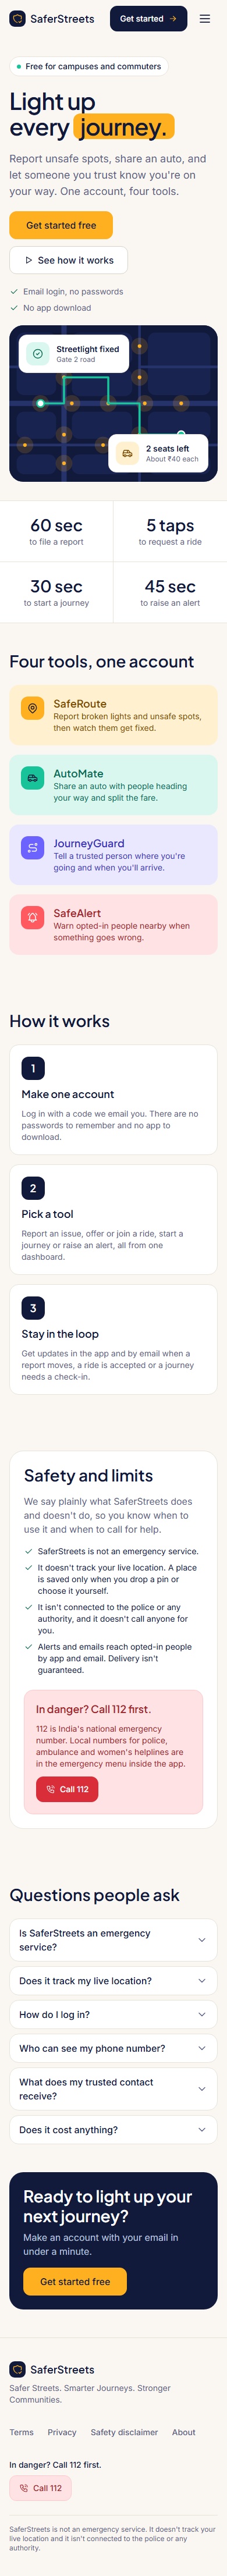 SaferStreets
Get started →
Free for campuses and commuters
Light up
every journey.
Report unsafe spots, share an auto, and
let someone you trust know you're on
your way. One account, four tools.
Get started free
See how it works
Email login, no passwords
No app download
Streetlight fixed
Gate 2 road
2 seats left
About ₹40 each
60 sec
to file a report
5 taps
to request a ride
30 sec
to start a journey
45 sec
to raise an alert
Four tools, one account
SafeRoute
Report broken lights and unsafe spots,
then watch them get fixed.
AutoMate
Share an auto with people heading
your way and split the fare.
JourneyGuard
Tell a trusted person where you're
going and when you'll arrive.
SafeAlert
Warn opted-in people nearby when
something goes wrong.
How it works
1
Make one account
Log in with a code we email you. There are no
passwords to remember and no app to
download.
2
Pick a tool
Report an issue, offer or join a ride, start a
journey or raise an alert, all from one
dashboard.
3
Stay in the loop
Get updates in the app and by email when a
report moves, a ride is accepted or a journey
needs a check-in.
Safety and limits
We say plainly what SaferStreets does
and doesn't do, so you know when to
use it and when to call for help.
SaferStreets is not an emergency service.
It doesn't track your live location. A place
is saved only when you drop a pin or
choose it yourself.
It isn't connected to the police or any
authority, and it doesn't call anyone for
you.
Alerts and emails reach opted-in people
by app and email. Delivery isn't
guaranteed.
In danger? Call 112 first.
112 is India's national emergency
number. Local numbers for police,
ambulance and women's helplines are
in the emergency menu inside the app.
Call 112
Questions people ask
Is SaferStreets an emergency
service?
Does it track my live location?
How do I log in?
Who can see my phone number?
What does my trusted contact
receive?
Does it cost anything?
Ready to light up your
next journey?
Make an account with your email in
under a minute.
Get started free
SaferStreets
Safer Streets. Smarter Journeys. Stronger
Communities.
Terms Privacy Safety disclaimer About
In danger? Call 112 first.
Call 112
SaferStreets is not an emergency service. It doesn't track your
live location and it isn't connected to the police or any
authority.